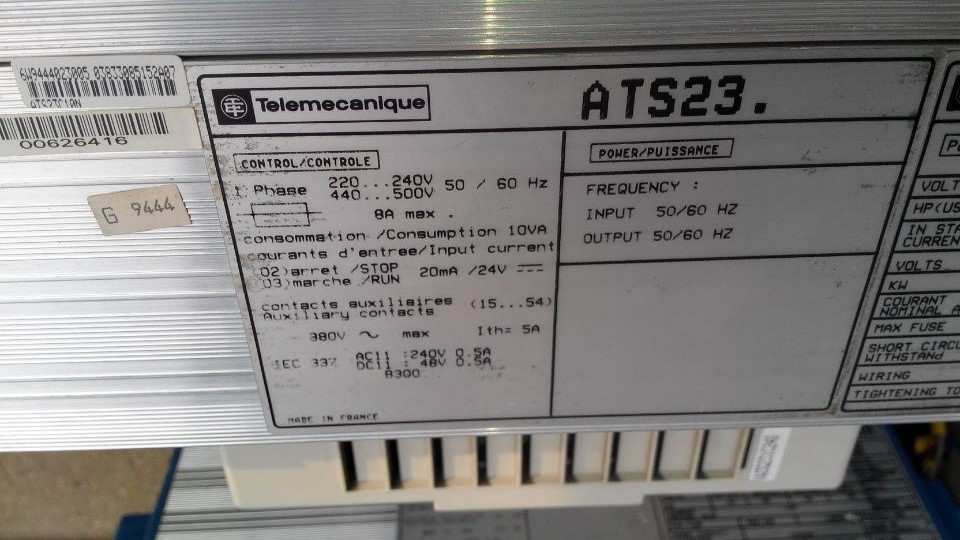 6W9444023005 03833005152A07
00626416
G 9444
Telemecanique
ATS23.
CONTROL/CONTROLE
1 Phase 220...240V 50 / 60 Hz
440...500V
8A max .
consommation /Consumption 10VA
courants d'entree/Input current
02)arret /STOP 20mA /24V
03)marche /RUN
contacts auxiliaires (15...54)
Auxiliary contacts
380V ~ max Ith= 5A
IEC 33% AC11 :240V 0.5A
DC11 : 48V 0.5A
B300
MADE IN FRANCE
POWER/PUISSANCE
FREQUENCY :
INPUT 50/60 HZ
OUTPUT 50/60 HZ
VOLT
HP(US
IN STA
CURREN
VOLTS
KW
COURANT
NOMINAL A
MAX FUSE
SHORT CIRCU
WITHSTAND
WIRING
TIGHTENING TO